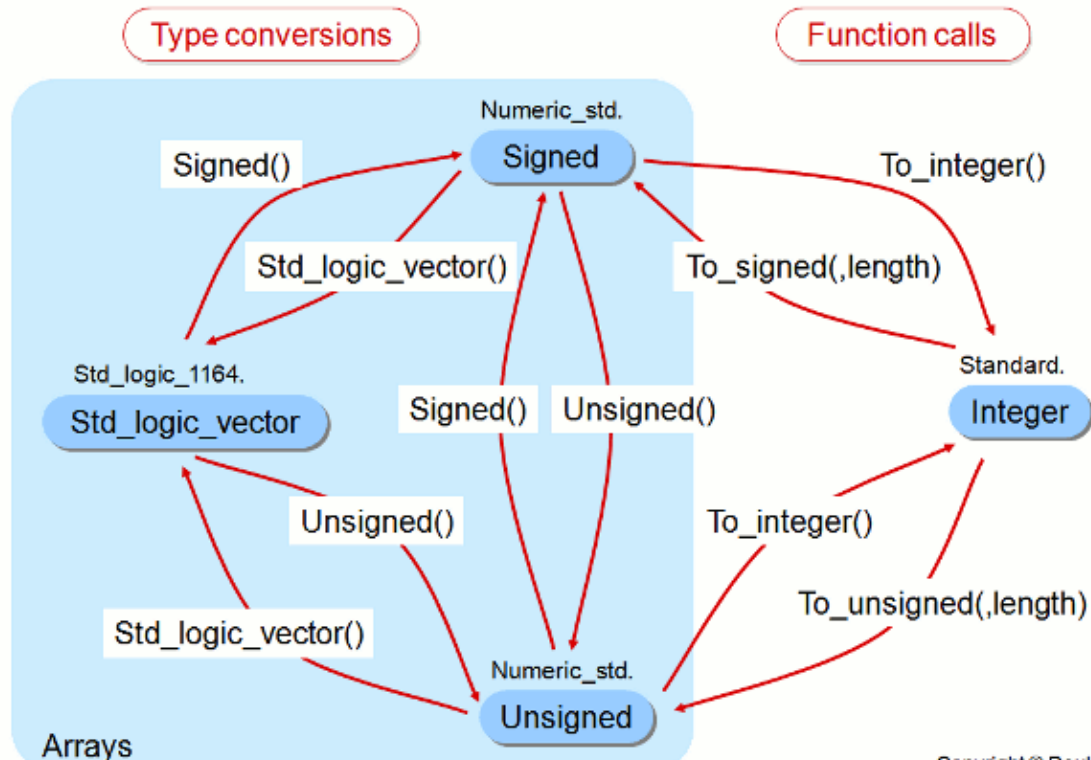 Type conversions
Function calls
Numeric_std.
Signed
Signed()
To_integer()
Std_logic_vector()
To_signed(,length)
Std_logic_1164.
Std_logic_vector
Signed()
Unsigned()
Standard.
Integer
Unsigned()
To_integer()
Std_logic_vector()
To_unsigned(,length)
Numeric_std.
Unsigned
Arrays